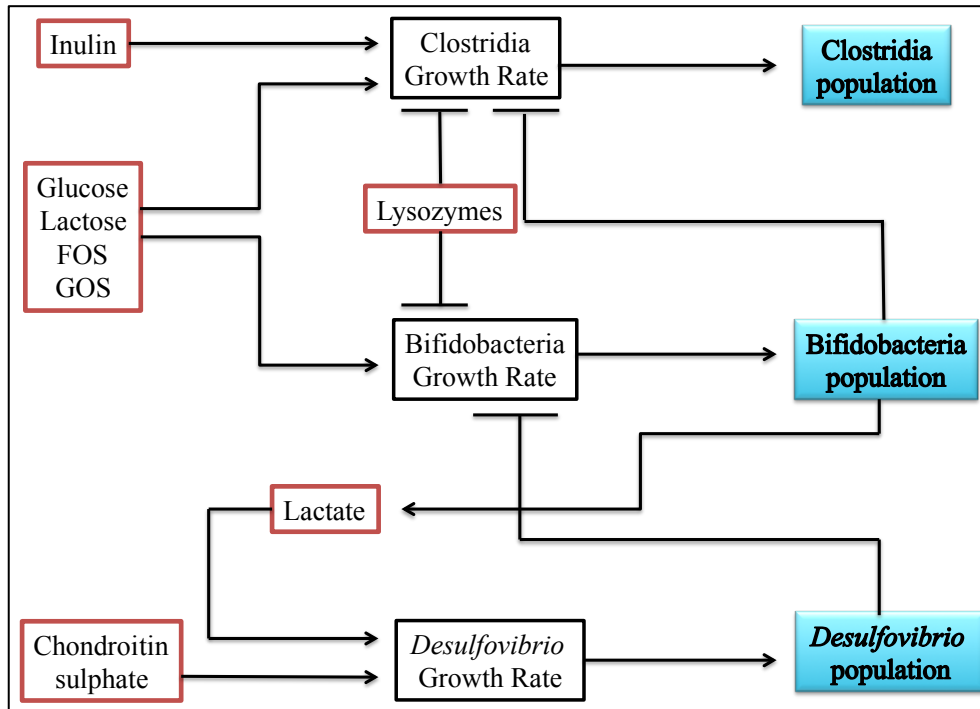 Inulin
Clostridia
Growth Rate
Clostridia
population
Glucose
Lactose
FOS
GOS
Lysozymes
Bifidobacteria
Growth Rate
Bifidobacteria
population
Lactate
Chondroitin
sulphate
Desulfovibrio
Growth Rate
Desulfovibrio
population